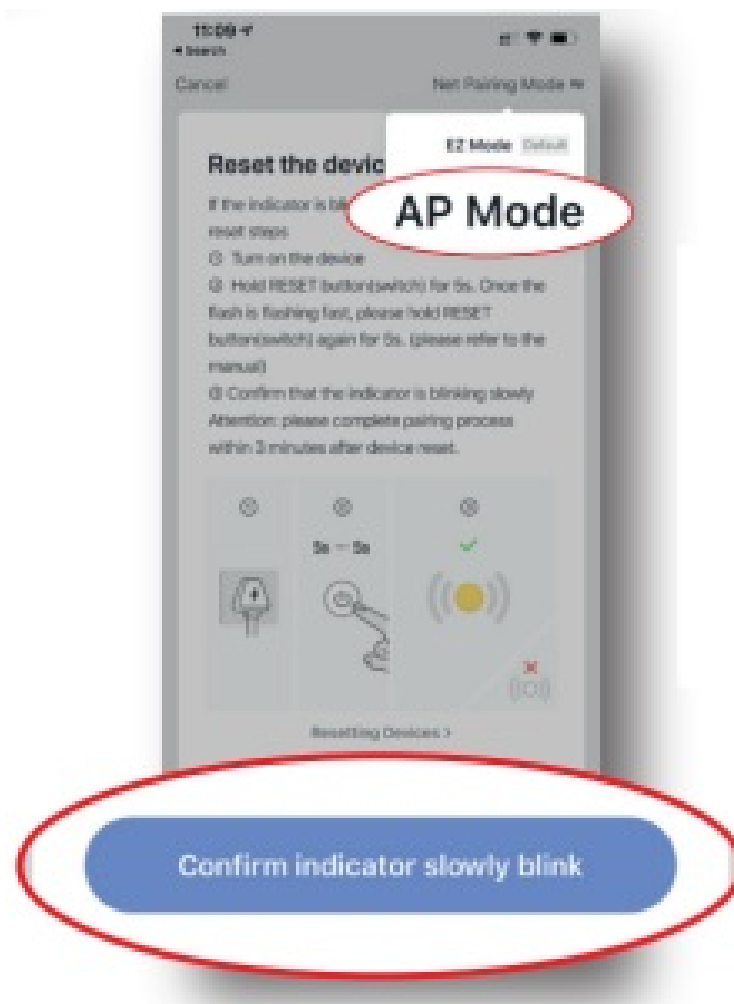 11:09
◂ Search
Cancel
Net Pairing Mode
EZ Mode Default
Reset the devic
AP Mode
If the indicator is bl
reset steps
① Turn on the device
② Hold RESET button(switch) for 5s. Once the
flash is flashing fast, please hold RESET
button(switch) again for 5s. (please refer to the
manual)
③ Confirm that the indicator is blinking slowly
Attention: please complete pairing process
within 3 minutes after device reset.
① ② ③
5s — 5s
Resetting Devices >
Confirm indicator slowly blink